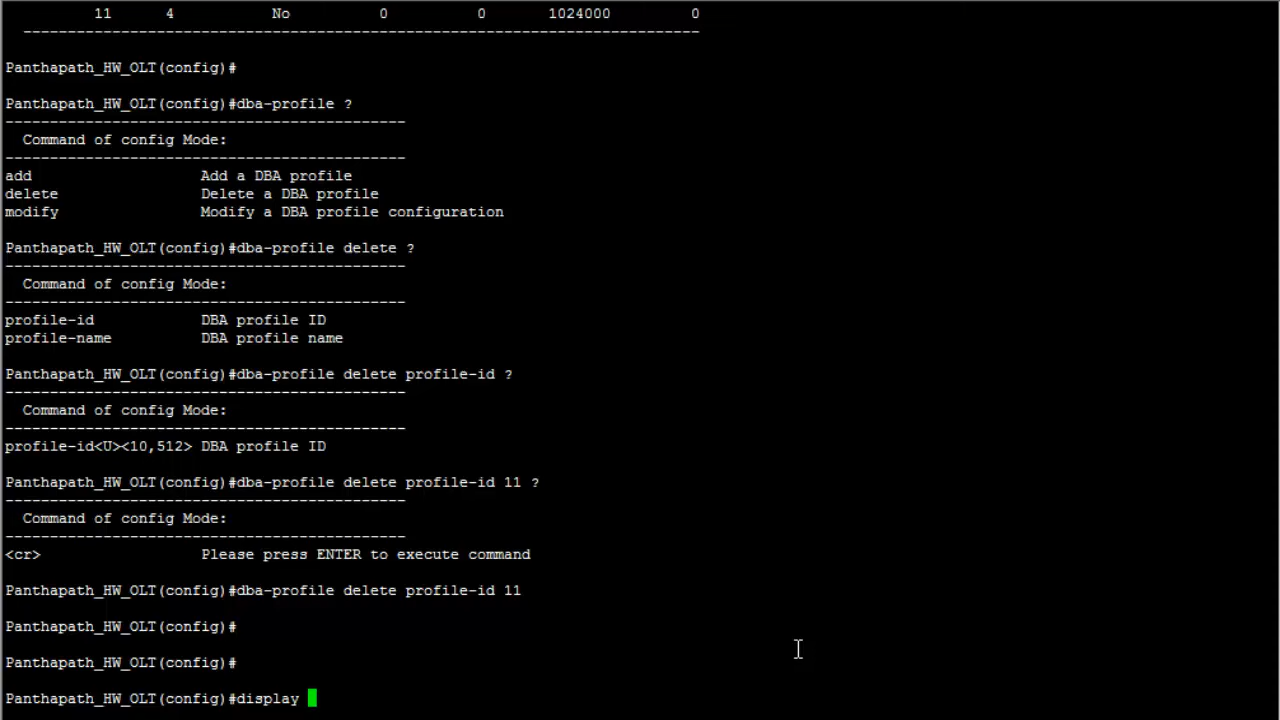 11 4 No 0 0 1024000 0
------------------------------------------------------------------------------
Panthapath_HW_OLT(config)#
Panthapath_HW_OLT(config)#dba-profile ?
---------------------------------------------
Command of config Mode:
---------------------------------------------
add Add a DBA profile
delete Delete a DBA profile
modify Modify a DBA profile configuration
Panthapath_HW_OLT(config)#dba-profile delete ?
---------------------------------------------
Command of config Mode:
---------------------------------------------
profile-id DBA profile ID
profile-name DBA profile name
Panthapath_HW_OLT(config)#dba-profile delete profile-id ?
---------------------------------------------
Command of config Mode:
---------------------------------------------
profile-id<U><10,512> DBA profile ID
Panthapath_HW_OLT(config)#dba-profile delete profile-id 11 ?
---------------------------------------------
Command of config Mode:
---------------------------------------------
<cr> Please press ENTER to execute command
Panthapath_HW_OLT(config)#dba-profile delete profile-id 11
Panthapath_HW_OLT(config)#
Panthapath_HW_OLT(config)#
Panthapath_HW_OLT(config)#display